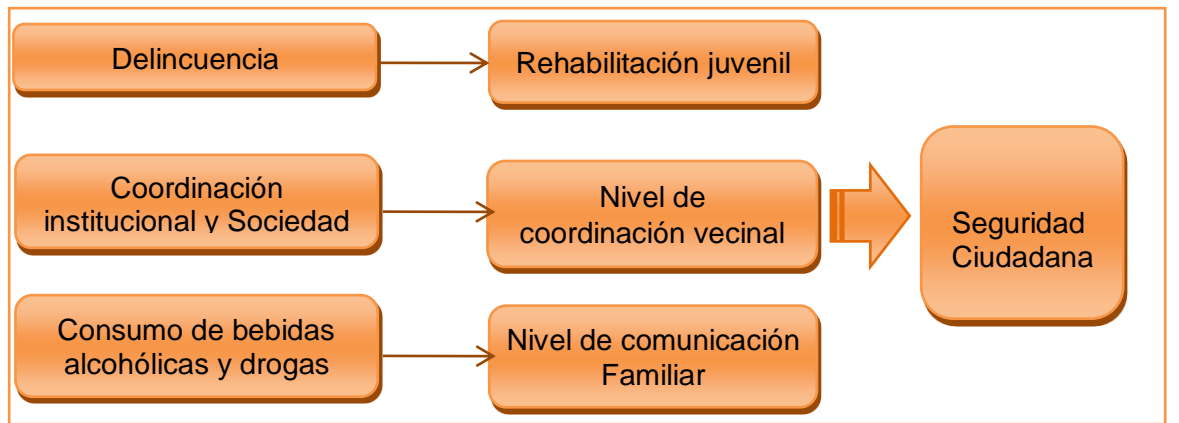 Delincuencia
Rehabilitación juvenil
Coordinación
institucional y Sociedad
Nivel de
coordinación vecinal
Seguridad
Ciudadana
Consumo de bebidas
alcohólicas y drogas
Nivel de comunicación
Familiar